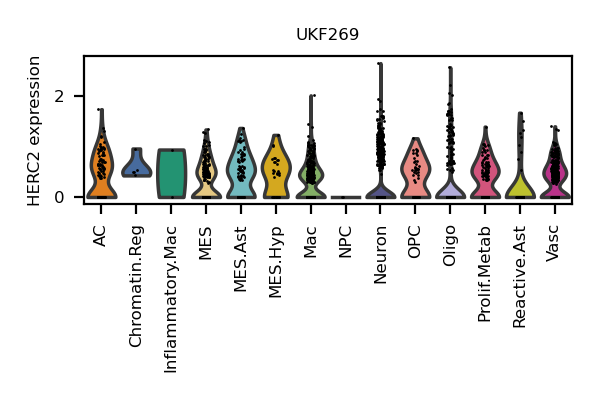 UKF269
HERC2 expression
2
0
AC
Chromatin.Reg
Inflammatory.Mac
MES
MES.Ast
MES.Hyp
Mac
NPC
Neuron
OPC
Oligo
Prolif.Metab
Reactive.Ast
Vasc